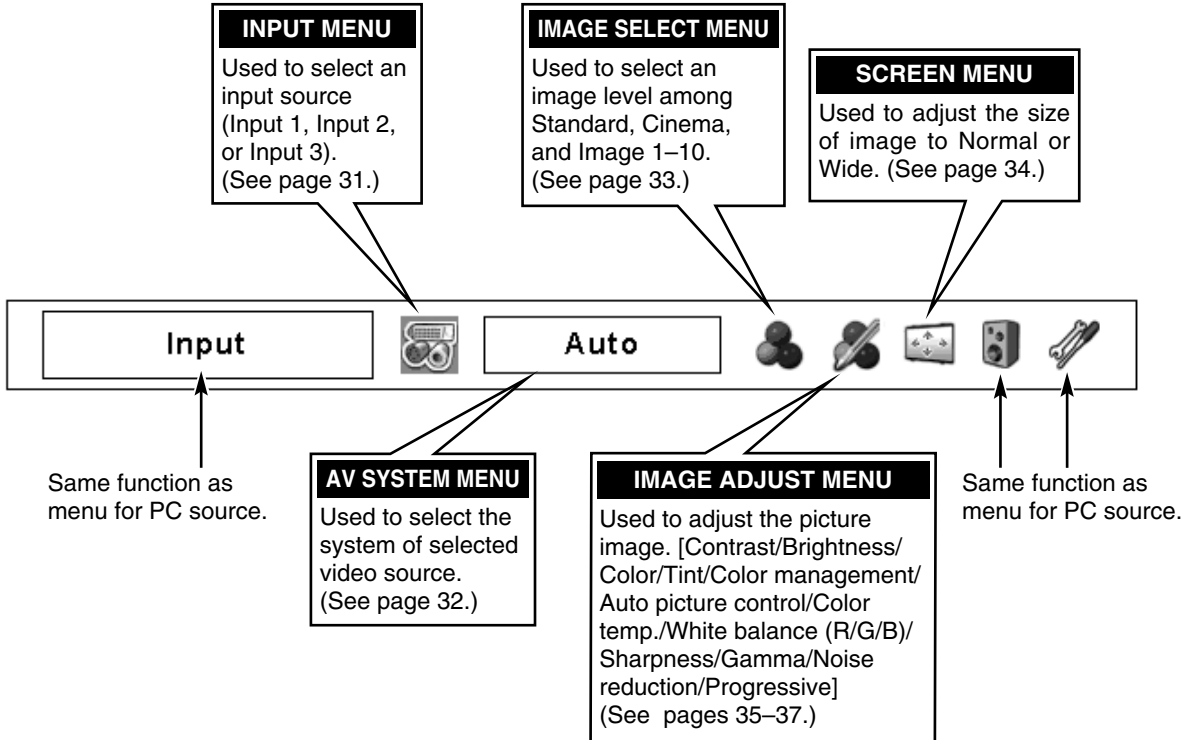 INPUT MENU
Used to select an
input source
(Input 1, Input 2,
or Input 3).
(See page 31.)
IMAGE SELECT MENU
Used to select an
image level among
Standard, Cinema,
and Image 1–10.
(See page 33.)
SCREEN MENU
Used to adjust the size
of image to Normal or
Wide. (See page 34.)
Input
Auto
Same function as
menu for PC source.
AV SYSTEM MENU
Used to select the
system of selected
video source.
(See page 32.)
IMAGE ADJUST MENU
Used to adjust the picture
image. [Contrast/Brightness/
Color/Tint/Color management/
Auto picture control/Color
temp./White balance (R/G/B)/
Sharpness/Gamma/Noise
reduction/Progressive]
(See pages 35–37.)
Same function as
menu for PC source.